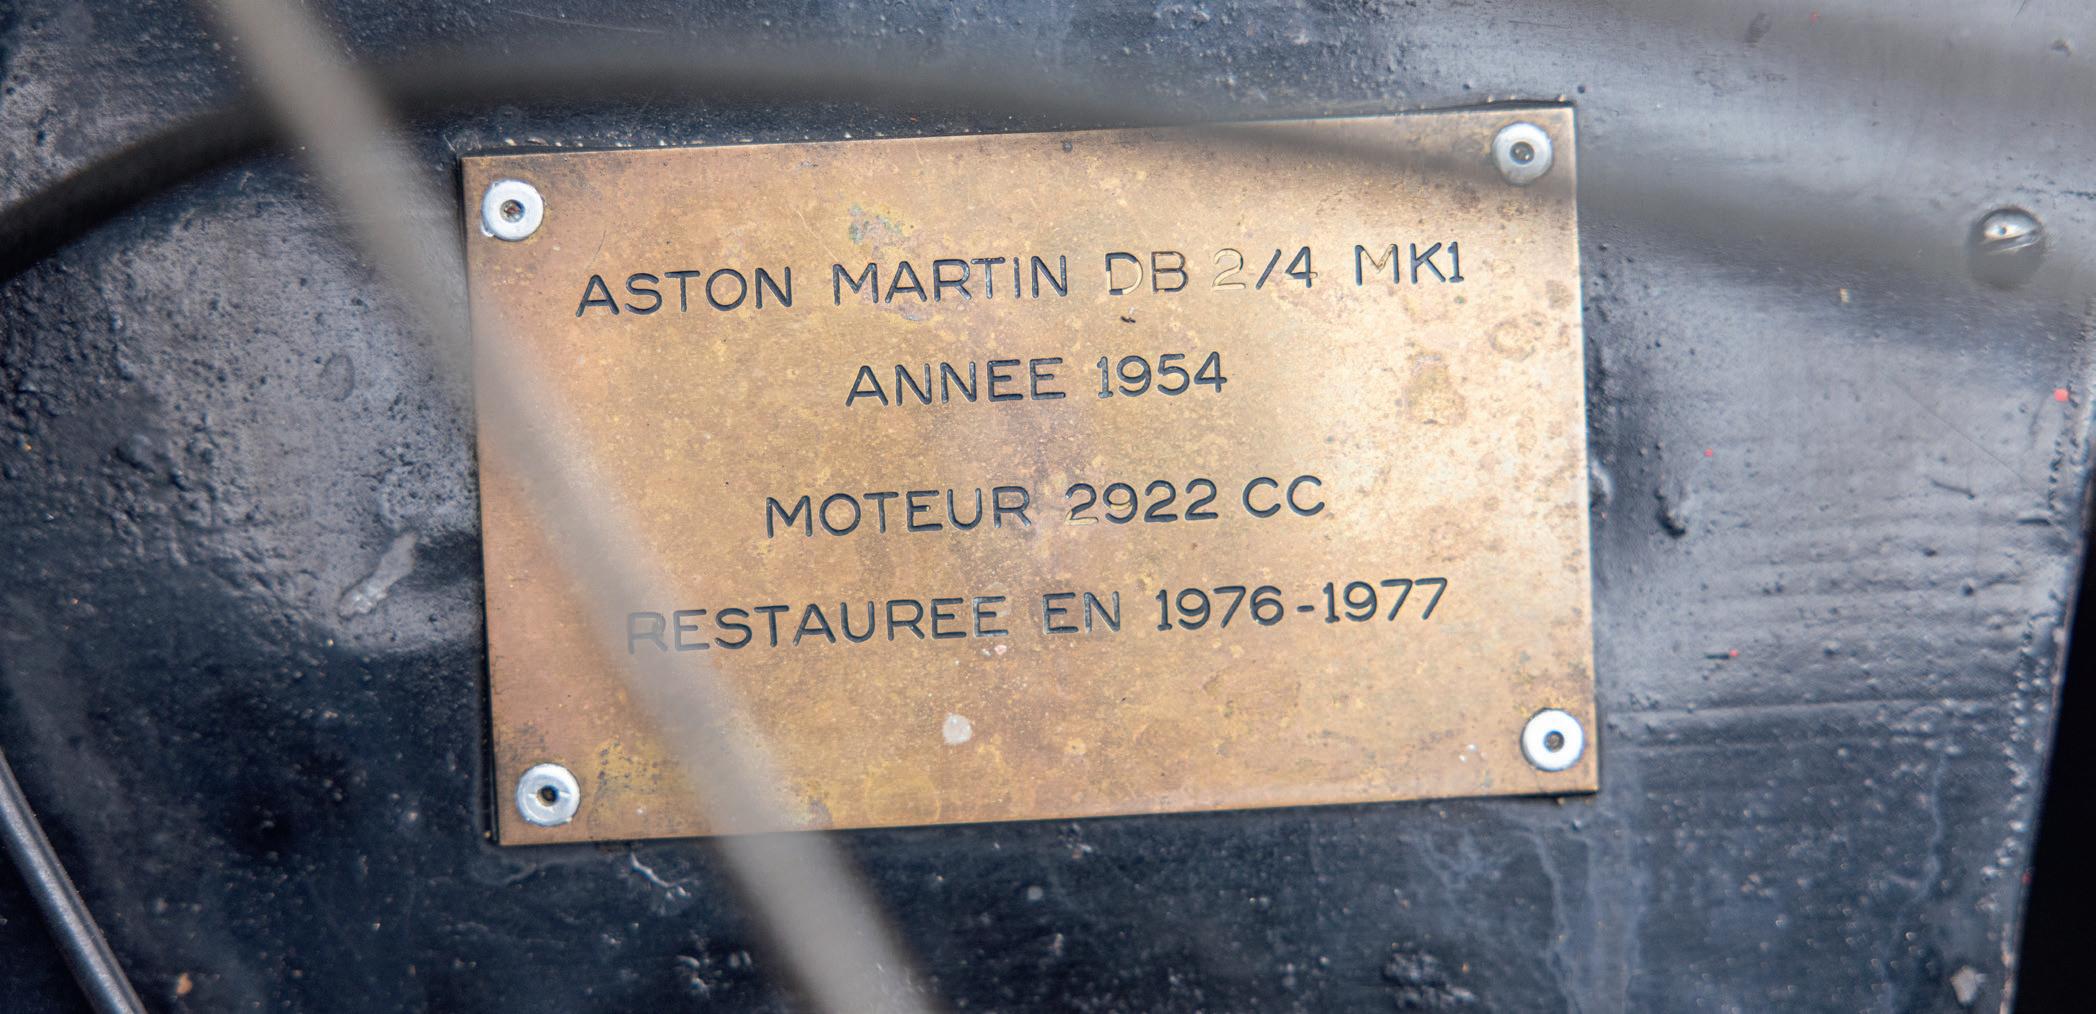 ASTON MARTIN DB 2/4 MK1
ANNEE 1954
MOTEUR 2922 CC
RESTAUREE EN 1976-1977